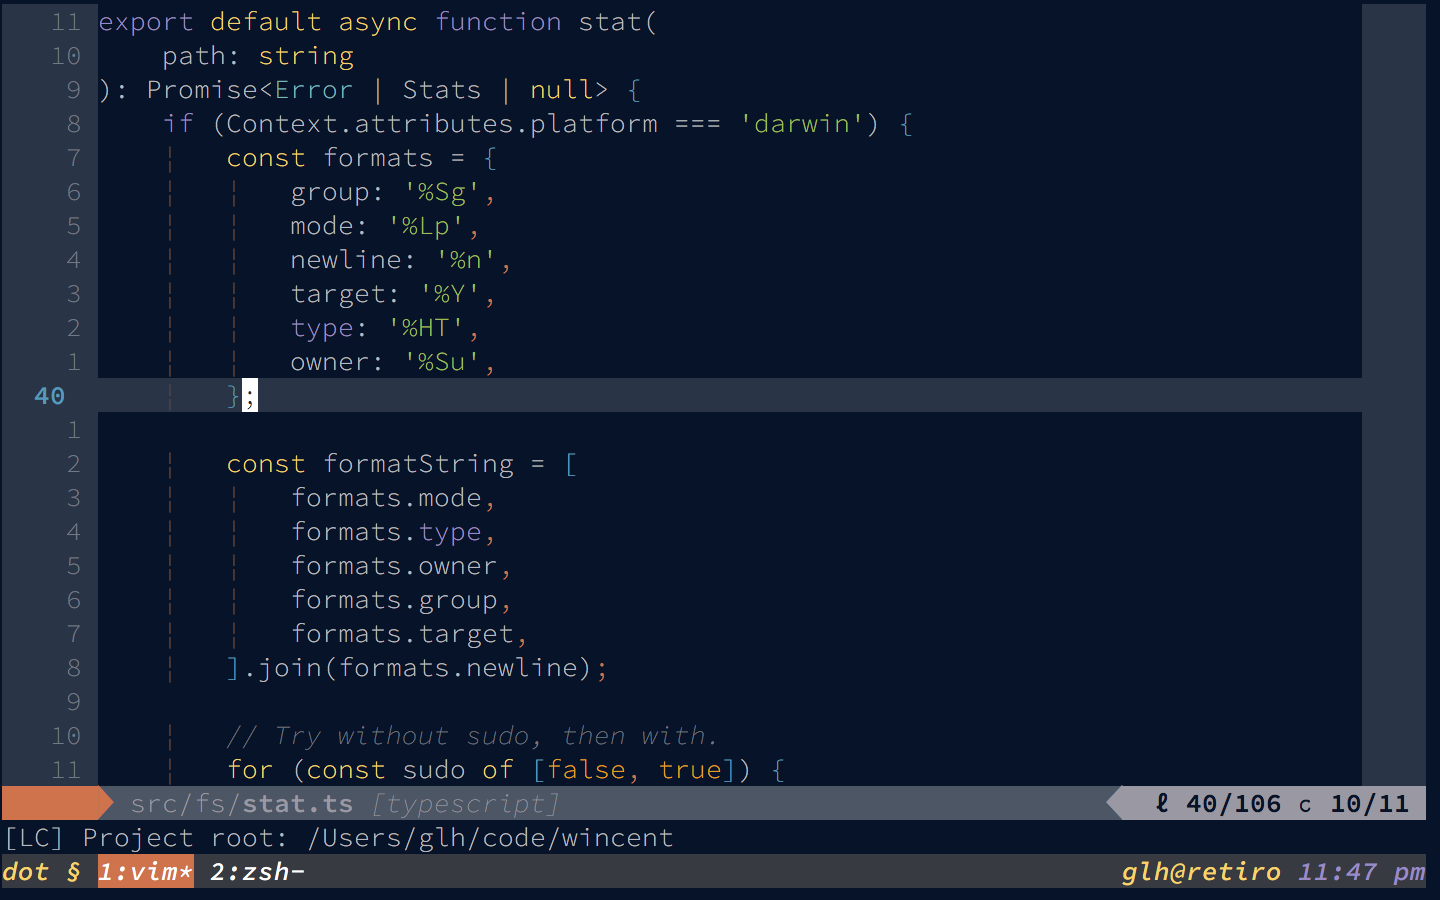 11 export default async function stat(
10     path: string
9 ): Promise<Error | Stats | null> {
8     if (Context.attributes.platform === 'darwin') {
7         const formats = {
6             group: '%Sg',
5             mode: '%Lp',
4             newline: '%n',
3             target: '%Y',
2             type: '%HT',
1             owner: '%Su',
40         };
1
2         const formatString = [
3             formats.mode,
4             formats.type,
5             formats.owner,
6             formats.group,
7             formats.target,
8         ].join(formats.newline);
9
10         // Try without sudo, then with.
11         for (const sudo of [false, true]) {
src/fs/stat.ts [typescript] ℓ 40/106 c 10/11
[LC] Project root: /Users/glh/code/wincent
dot § 1:vim* 2:zsh- glh@retiro 11:47 pm